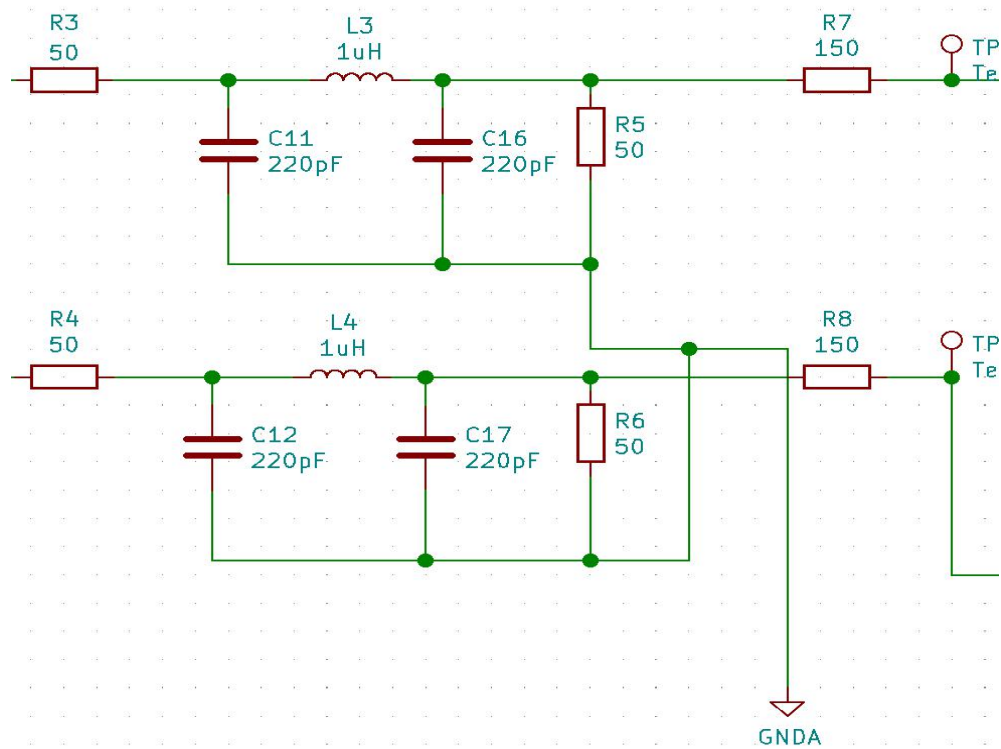 R3
50
L3
1uH
R7
150
TP
Te
C11
220pF
C16
220pF
R5
50
R4
50
L4
1uH
R8
150
TP
Te
C12
220pF
C17
220pF
R6
50
GNDA